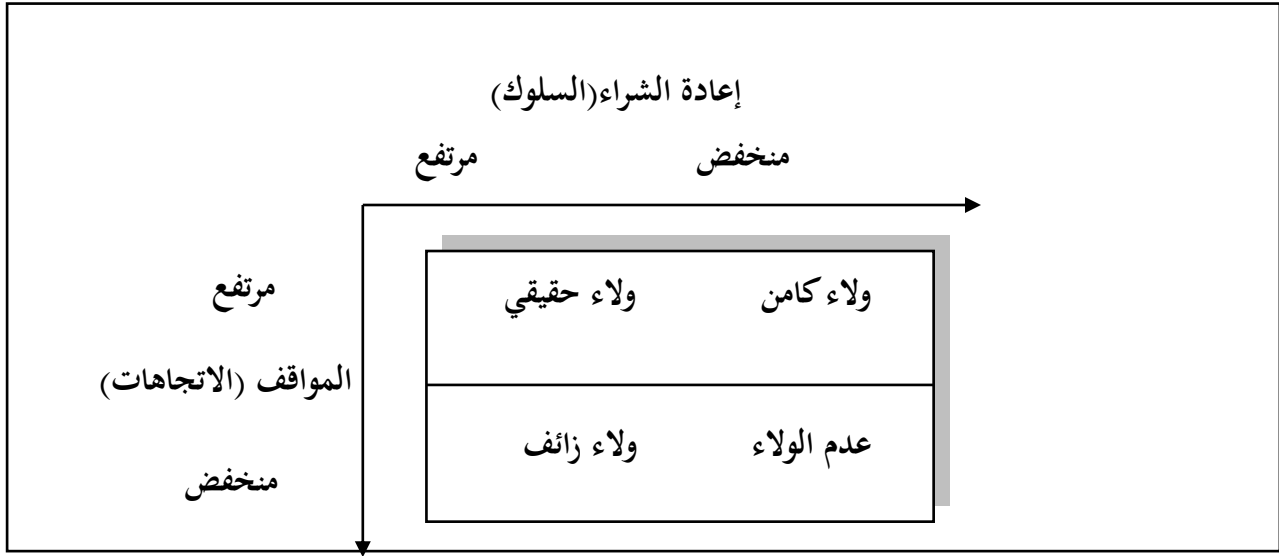 إعادة الشراء(السلوك)
منخفض مرتفع
مرتفع
ولاء كامن ولاء حقيقي
المواقف (الاتجاهات)
عدم الولاء ولاء زائف
منخفض